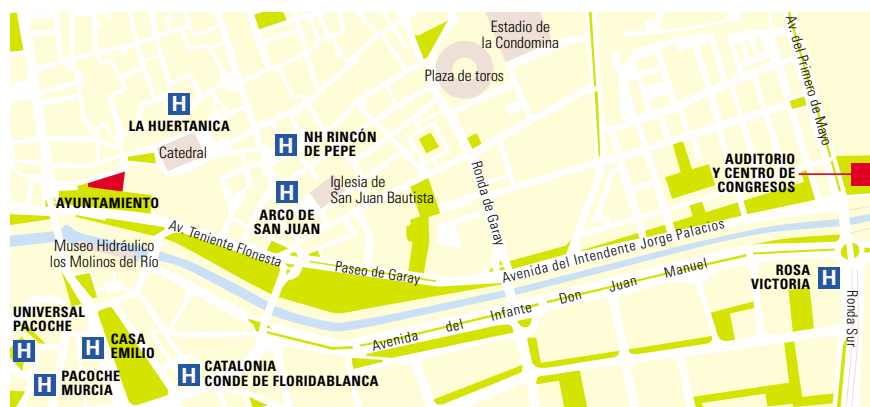 Estadio de
la Condomina
Plaza de toros
Av. del Primero de Mayo
H
LA HUERTANICA
Catedral
H
NH RINCÓN
DE PEPE
Iglesia de
San Juan Bautista
H
ARCO DE
SAN JUAN
Ronda de Garay
AUDITORIO
Y CENTRO DE
CONGRESOS
AYUNTAMIENTO
Av. Teniente Flonesta
Museo Hidráulico
los Molinos del Río
Paseo de Garay
Avenida del Intendente Jorge Palacios
Avenida del Infante Don Juan Manuel
ROSA
VICTORIA
H
Ronda Sur
UNIVERSAL
PACOCHE
H
H
CASA
EMILIO
H
PACOCHE
MURCIA
H
CATALONIA
CONDE DE FLORIDABLANCA